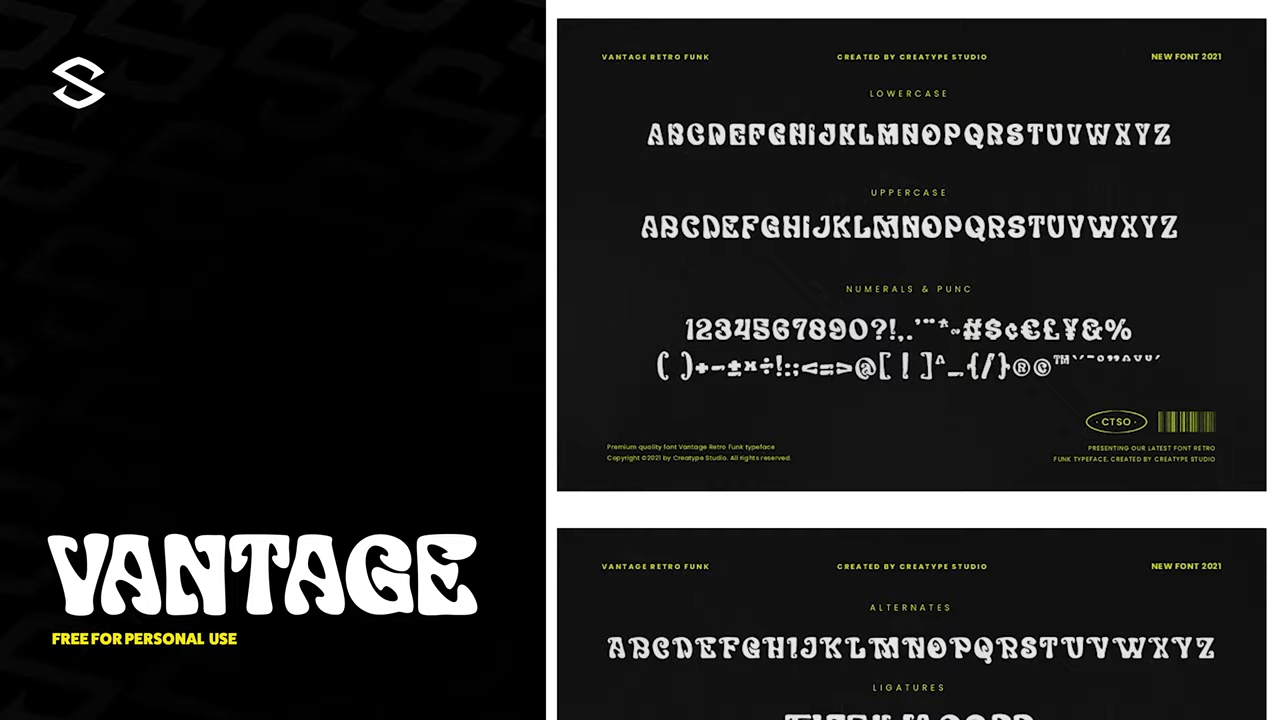 VANTAGE
FREE FOR PERSONAL USE
VANTAGE RETRO FUNK
CREATED BY CREATYPE STUDIO
NEW FONT 2021
LOWERCASE
ABCDEFGHIJKLMNOPQRSTUVWXYZ
UPPERCASE
ABCDEFGHIJKLMNOPQRSTUVWXYZ
NUMERALS & PUNC
1234567890?!,.'"*~#$¢€£¥&%
( )+-±×÷!:;<=>@[ | ]^_{/}®©™
· CTSO ·
Premium quality font Vantage Retro Funk typeface
Copyright ©2021 by Creatype Studio. All rights reserved.
PRESENTING OUR LATEST FONT RETRO
FUNK TYPEFACE, CREATED BY CREATYPE STUDIO
VANTAGE RETRO FUNK
CREATED BY CREATYPE STUDIO
NEW FONT 2021
ALTERNATES
ABCDEFGHIJKLMNOPQRSTUVWXYZ
LIGATURES